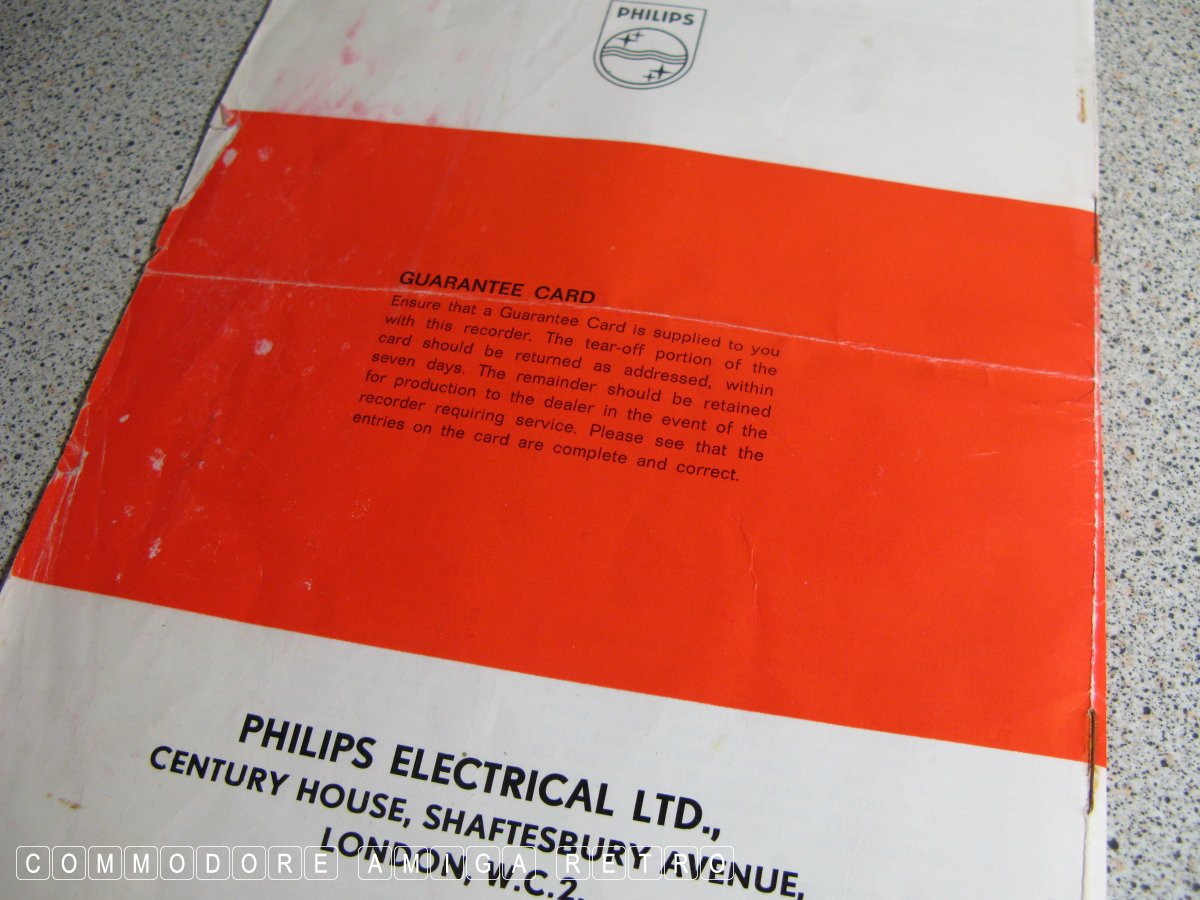 PHILIPS
GUARANTEE CARD
Ensure that a Guarantee Card is supplied to you
with this recorder. The tear-off portion of the
card should be returned as addressed, within
seven days. The remainder should be retained
for production to the dealer in the event of the
recorder requiring service. Please see that the
entries on the card are complete and correct.
PHILIPS ELECTRICAL LTD.,
CENTURY HOUSE, SHAFTESBURY AVENUE,
LONDON, W.C.2.
COMMODORE AMIGA RETRO